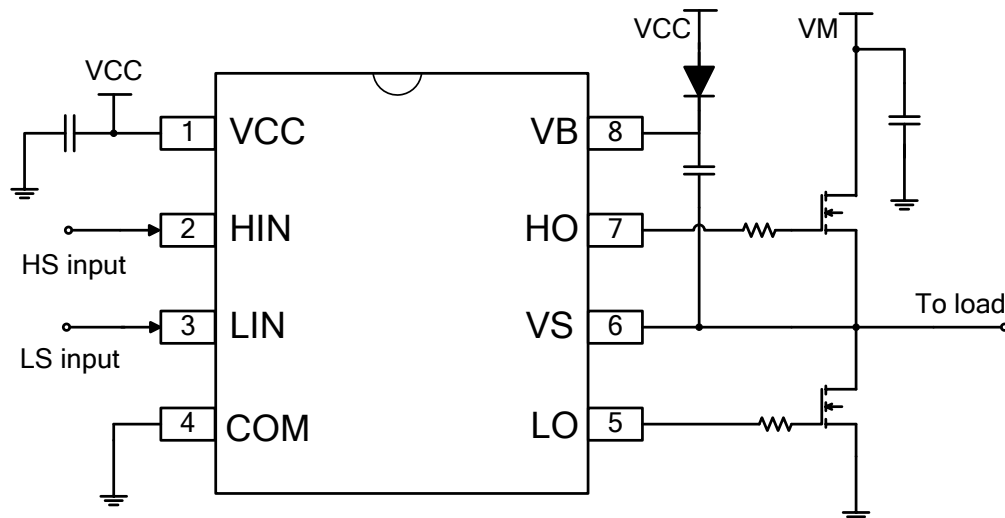 VCC
VM
VCC
1 VCC VB 8
2 HIN HO 7
HS input
3 LIN VS 6
To load
LS input
4 COM LO 5